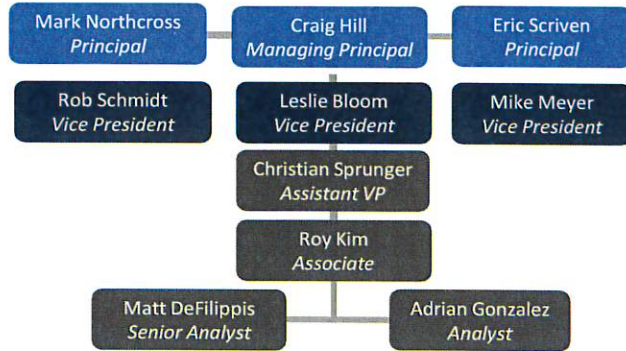 Mark Northcross
Principal
Craig Hill
Managing Principal
Eric Scriven
Principal
Rob Schmidt
Vice President
Leslie Bloom
Vice President
Mike Meyer
Vice President
Christian Sprunger
Assistant VP
Roy Kim
Associate
Matt DeFilippis
Senior Analyst
Adrian Gonzalez
Analyst